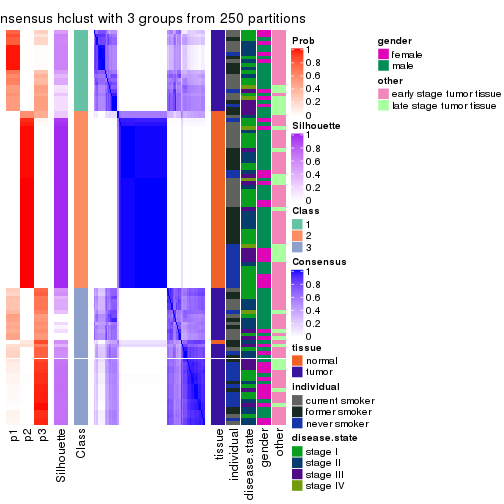 nsensus hclust with 3 groups from 250 partitions
Prob
1
0.8
0.6
0.4
0.2
0
Silhouette
1
0.8
0.6
0.4
0.2
0
Class
1
2
3
Consensus
1
0.8
0.6
0.4
0.2
0
tissue
normal
tumor
individual
current smoker
former smoker
never smoker
disease.state
stage I
stage II
stage III
stage IV
gender
female
male
other
early stage tumor tissue
late stage tumor tissue
p1
p2
p3
Silhouette
Class
tissue
individual
disease.state
gender
other